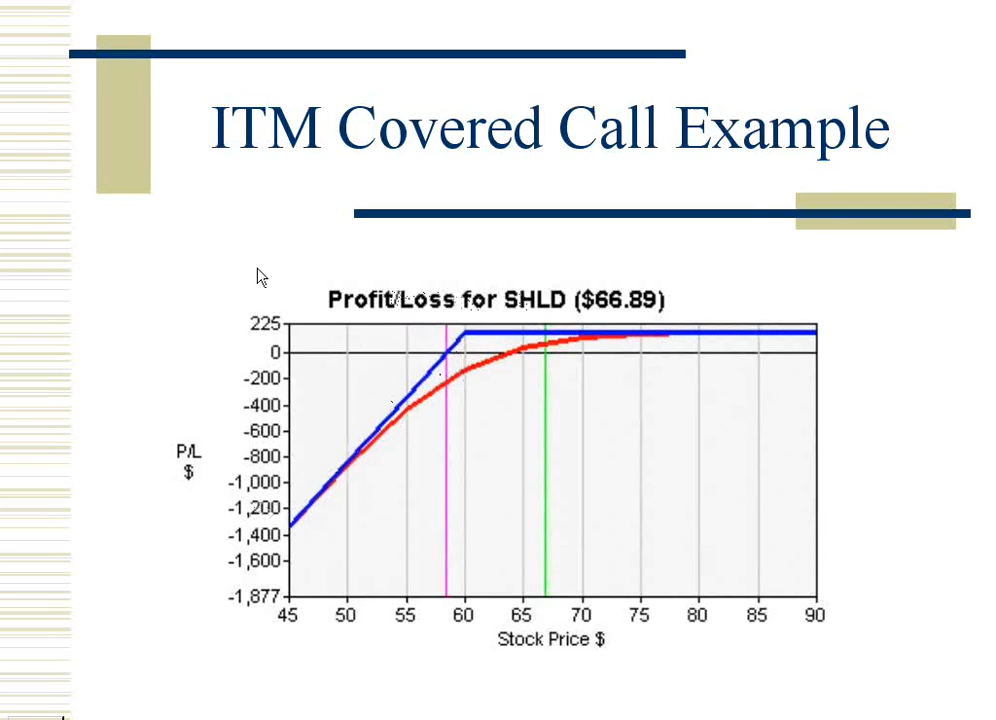 ITM Covered Call Example
Profit/Loss for SHLD ($66.89)
225
0
-200
-400
-600
-800
-1,000
-1,200
-1,400
-1,600
-1,877
P/L
$
45 50 55 60 65 70 75 80 85 90
Stock Price $